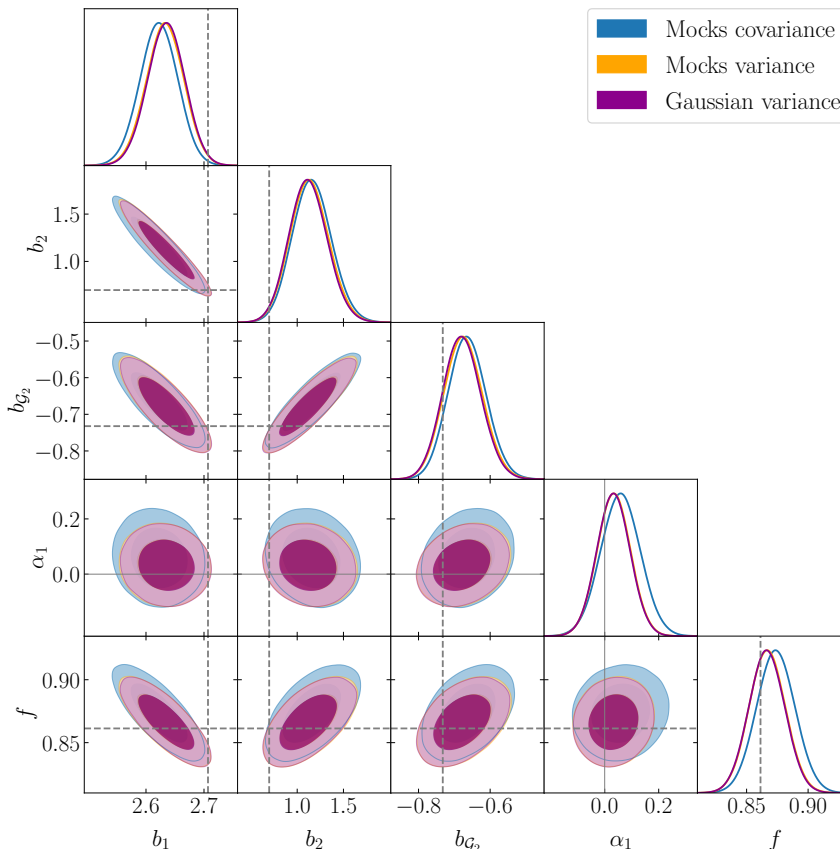 Mocks covariance
Mocks variance
Gaussian variance
1.5
1.0
b₂
−0.5
−0.6
−0.7
−0.8
b𝒢₂
0.2
0.0
α₁
0.90
0.85
f
2.6 2.7 1.0 1.5 −0.8 −0.6 0.0 0.2 0.85 0.90
b₁ b₂ b𝒢₂ α₁ f